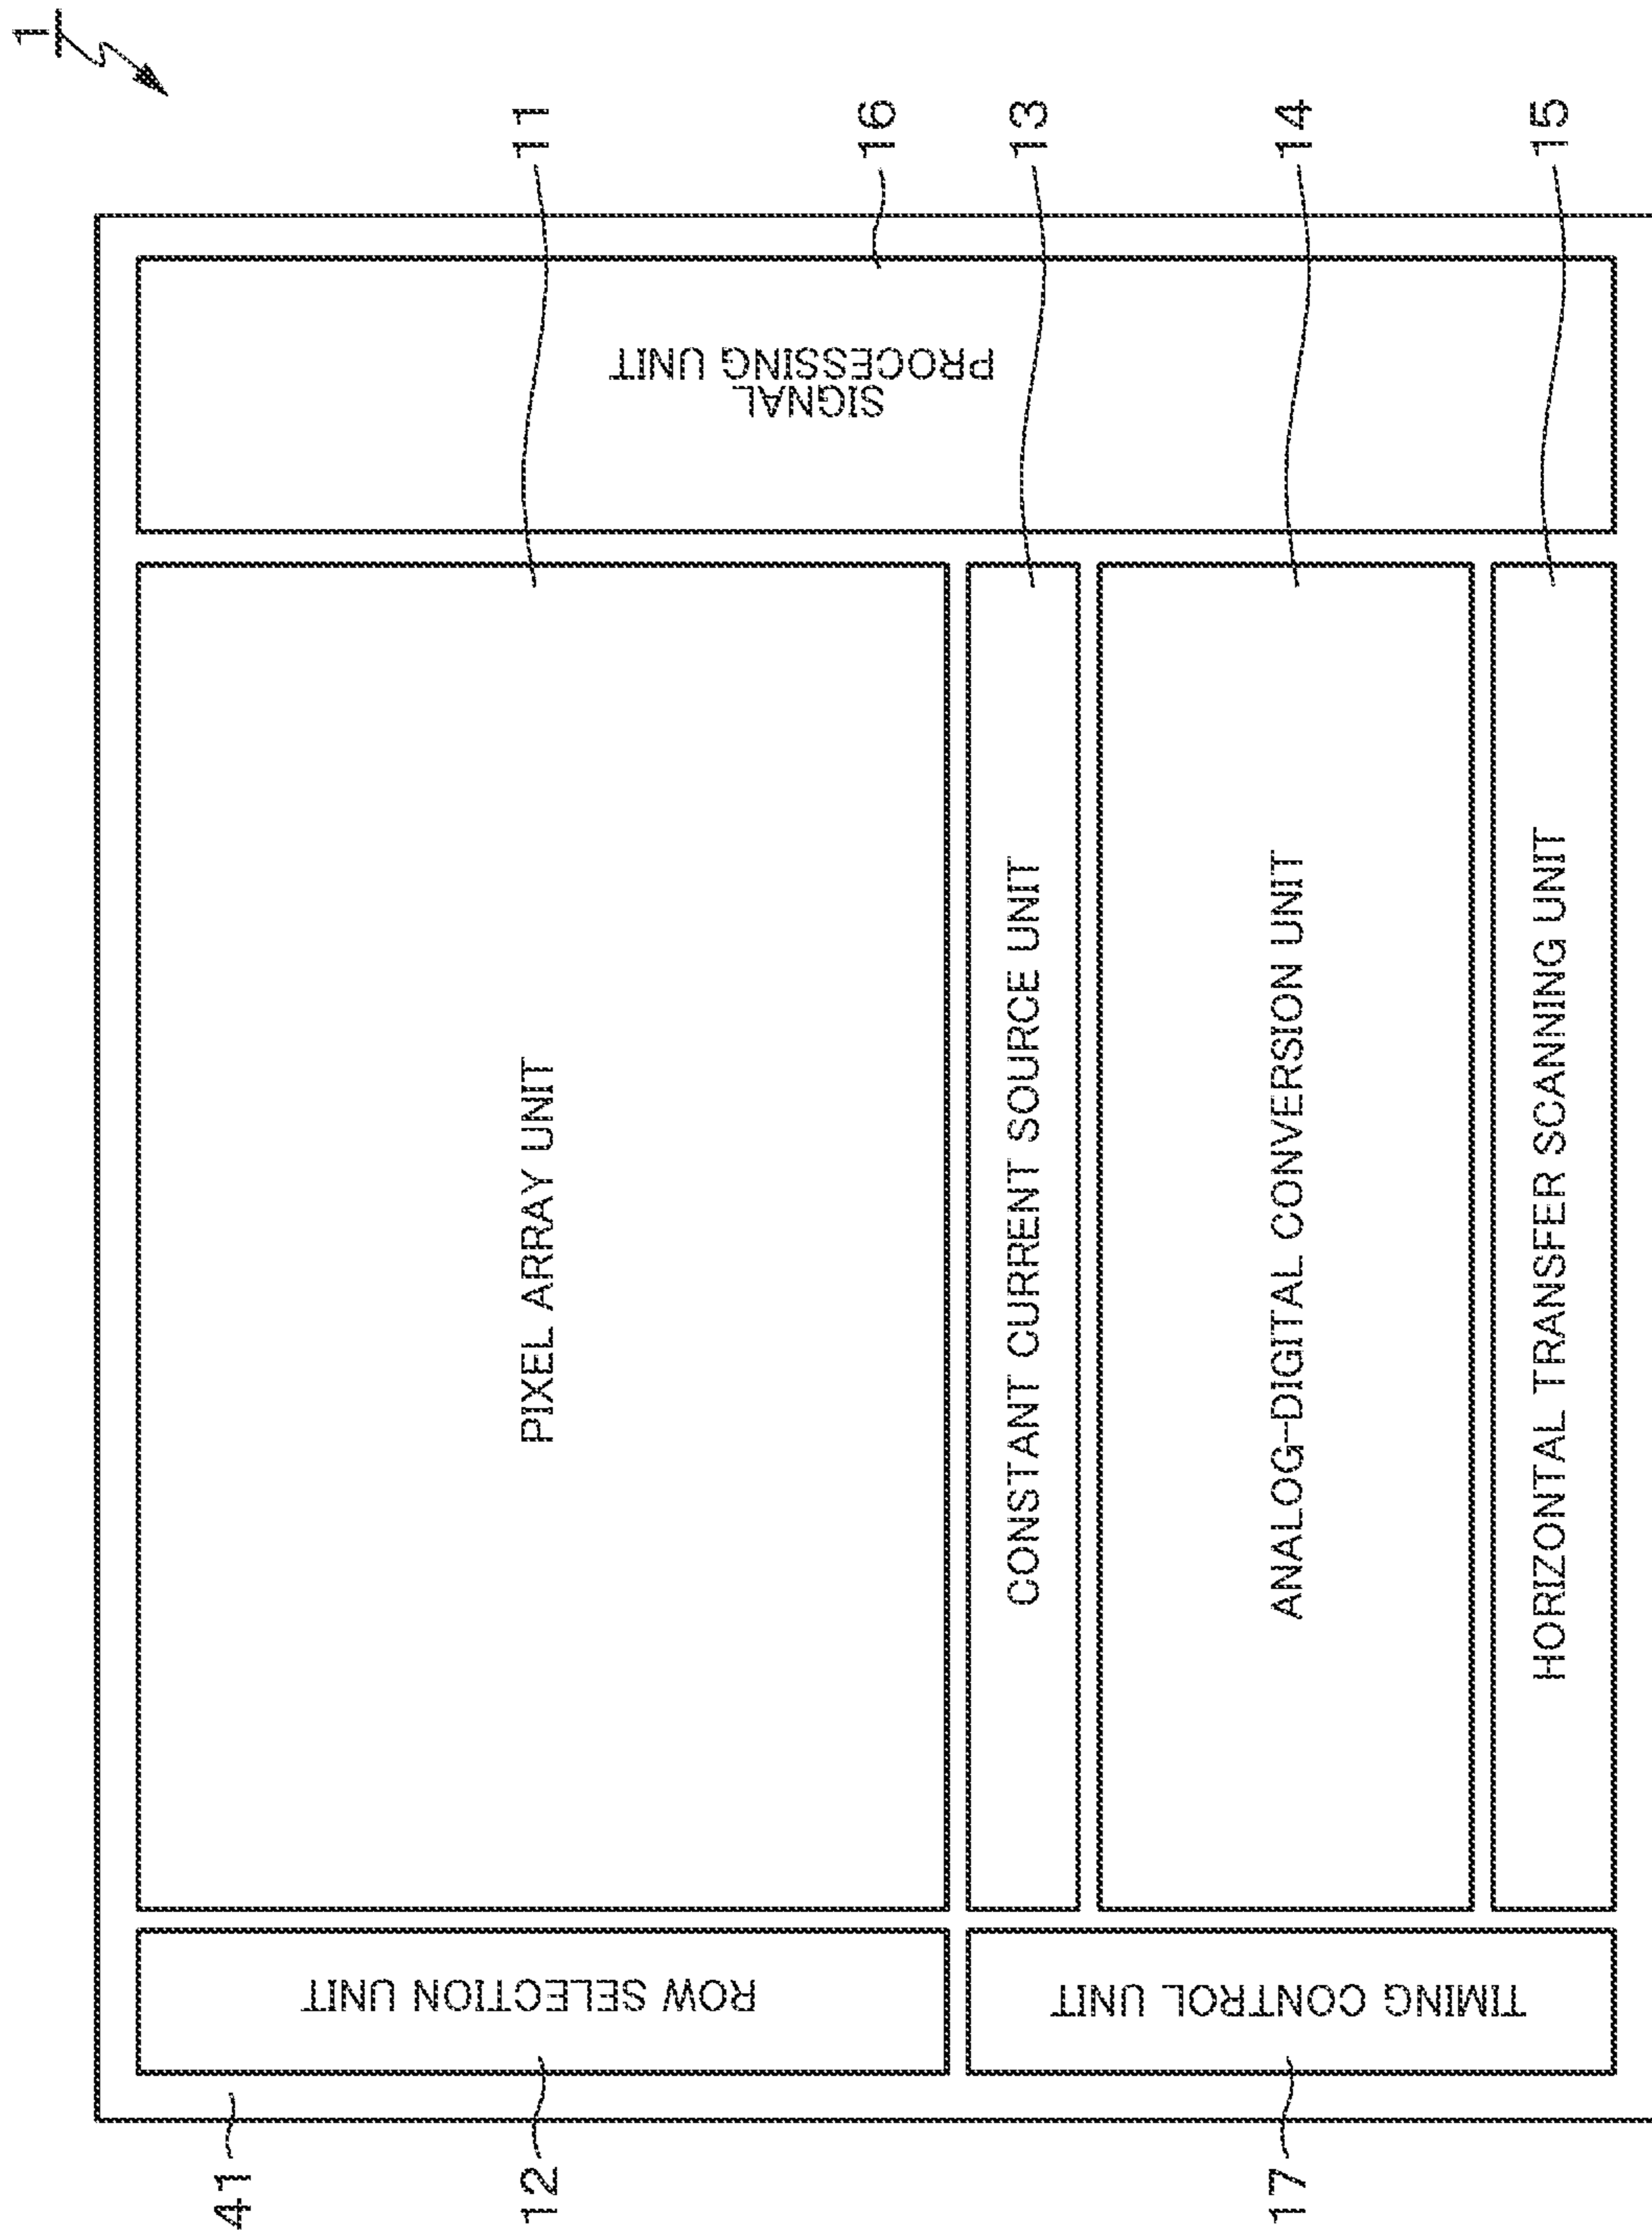 1
11
16
13
14
15
SIGNAL
PROCESSING UNIT
PIXEL ARRAY UNIT
CONSTANT CURRENT SOURCE UNIT
ANALOG-DIGITAL CONVERSION UNIT
HORIZONTAL TRANSFER SCANNING UNIT
ROW SELECTION UNIT
TIMING CONTROL UNIT
41
12
17